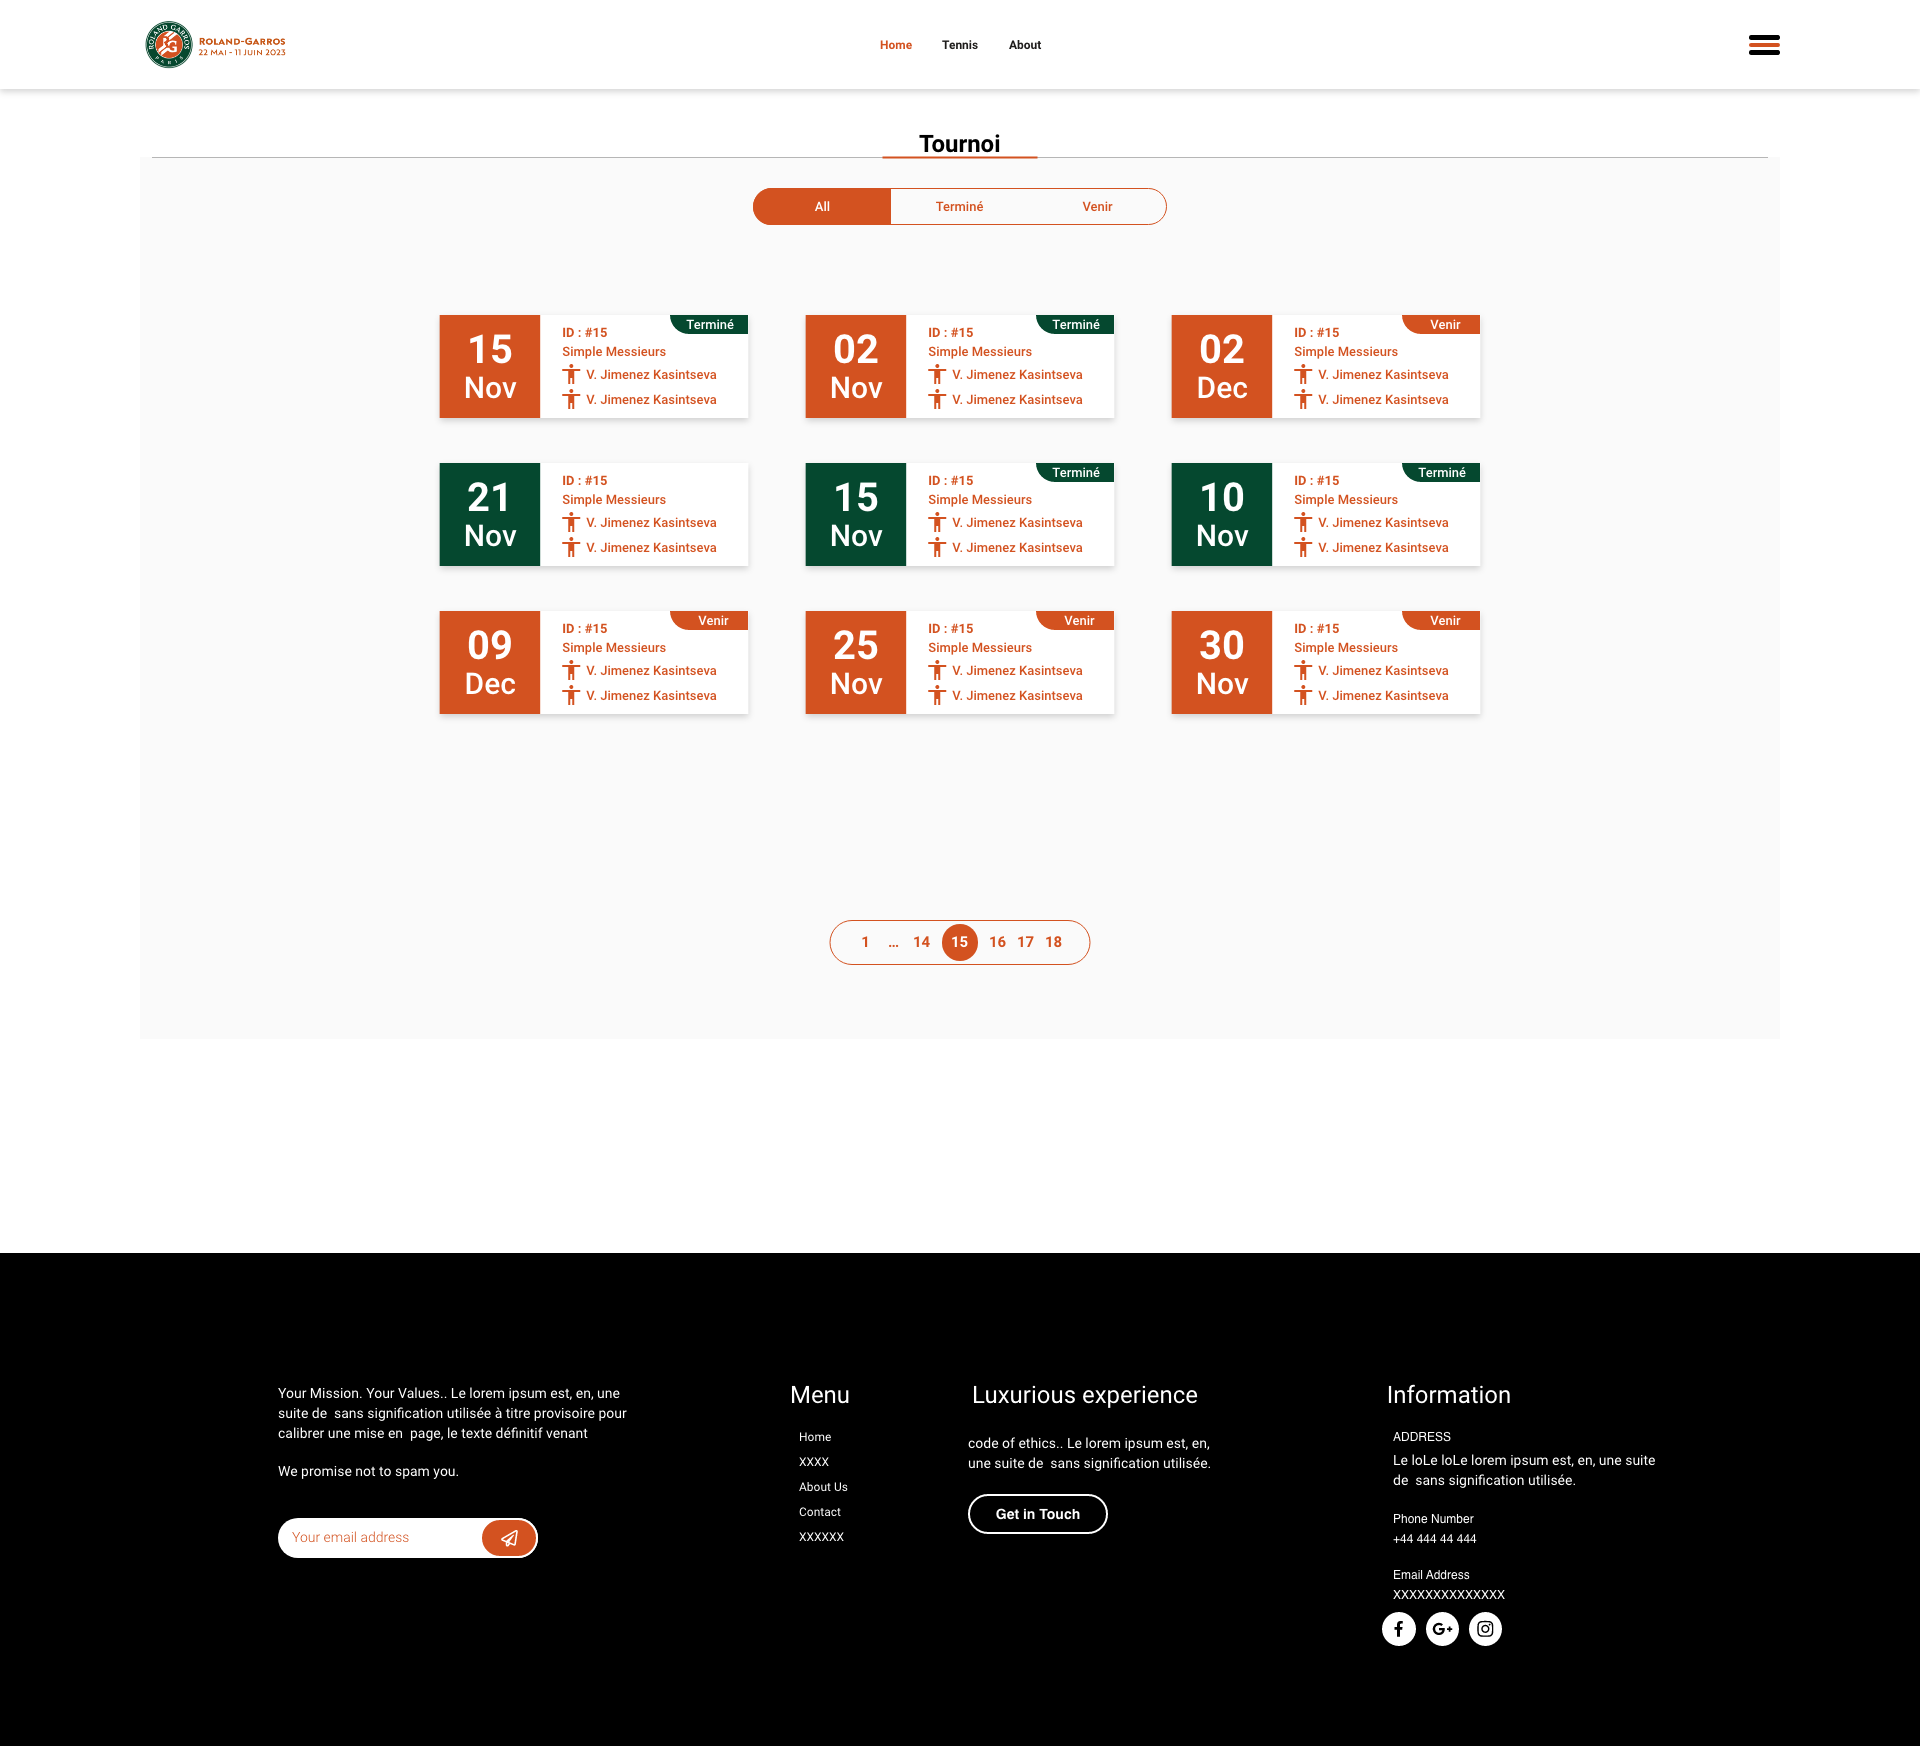 ROLAND GARROS
PARIS
ROLAND-GARROS
22 MAI - 11 JUIN 2023
Home Tennis About
Tournoi
All Terminé Venir
15
Nov
ID : #15
Terminé
Simple Messieurs
V. Jimenez Kasintseva
V. Jimenez Kasintseva
02
Nov
ID : #15
Terminé
Simple Messieurs
V. Jimenez Kasintseva
V. Jimenez Kasintseva
02
Dec
ID : #15
Venir
Simple Messieurs
V. Jimenez Kasintseva
V. Jimenez Kasintseva
21
Nov
ID : #15
Simple Messieurs
V. Jimenez Kasintseva
V. Jimenez Kasintseva
15
Nov
ID : #15
Terminé
Simple Messieurs
V. Jimenez Kasintseva
V. Jimenez Kasintseva
10
Nov
ID : #15
Terminé
Simple Messieurs
V. Jimenez Kasintseva
V. Jimenez Kasintseva
09
Dec
ID : #15
Venir
Simple Messieurs
V. Jimenez Kasintseva
V. Jimenez Kasintseva
25
Nov
ID : #15
Venir
Simple Messieurs
V. Jimenez Kasintseva
V. Jimenez Kasintseva
30
Nov
ID : #15
Venir
Simple Messieurs
V. Jimenez Kasintseva
V. Jimenez Kasintseva
1 ... 14 15 16 17 18
Your Mission. Your Values.. Le lorem ipsum est, en, une
suite de sans signification utilisée à titre provisoire pour
calibrer une mise en page, le texte définitif venant
We promise not to spam you.
Your email address
Menu
Home
XXXX
About Us
Contact
XXXXXX
Luxurious experience
code of ethics.. Le lorem ipsum est, en,
une suite de sans signification utilisée.
Get in Touch
Information
ADDRESS
Le loLe loLe lorem ipsum est, en, une suite
de sans signification utilisée.
Phone Number
+44 444 44 444
Email Address
XXXXXXXXXXXXXX
G+